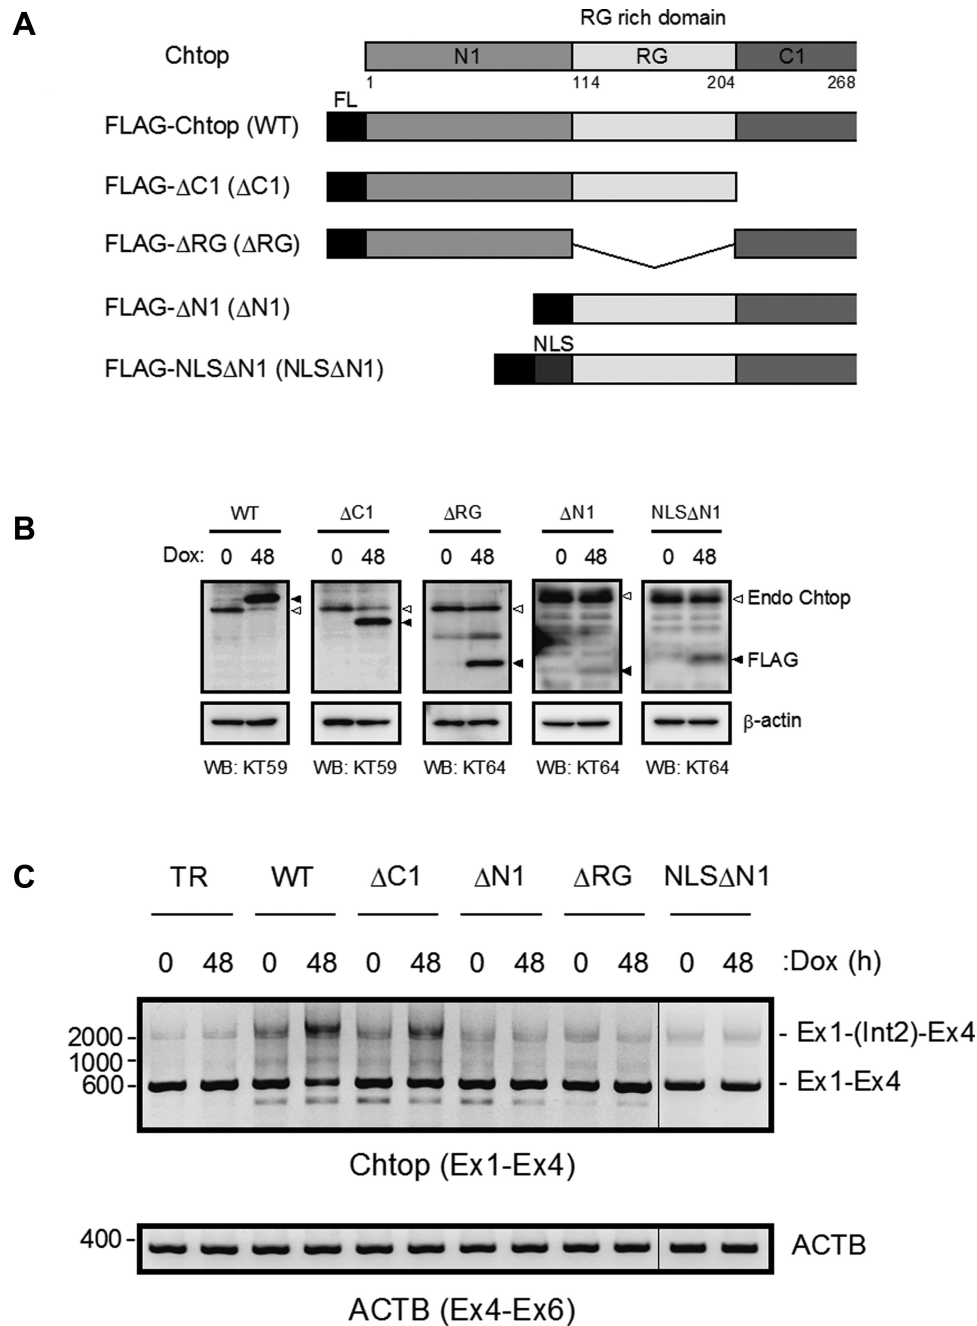 A
RG rich domain
Chtop N1 RG C1
1 114 204 268
FL
FLAG-Chtop (WT)
FLAG-ΔC1 (ΔC1)
FLAG-ΔRG (ΔRG)
FLAG-ΔN1 (ΔN1)
NLS
FLAG-NLSΔN1 (NLSΔN1)
B
WT ΔC1 ΔRG ΔN1 NLSΔN1
Dox: 0 48 0 48 0 48 0 48 0 48
Endo Chtop
FLAG
β-actin
WB: KT59 WB: KT59 WB: KT64 WB: KT64 WB: KT64
C
TR WT ΔC1 ΔN1 ΔRG NLSΔN1
0 48 0 48 0 48 0 48 0 48 0 48 :Dox (h)
2000 - - Ex1-(Int2)-Ex4
1000 -
600 - - Ex1-Ex4
Chtop (Ex1-Ex4)
400 - ACTB
ACTB (Ex4-Ex6)